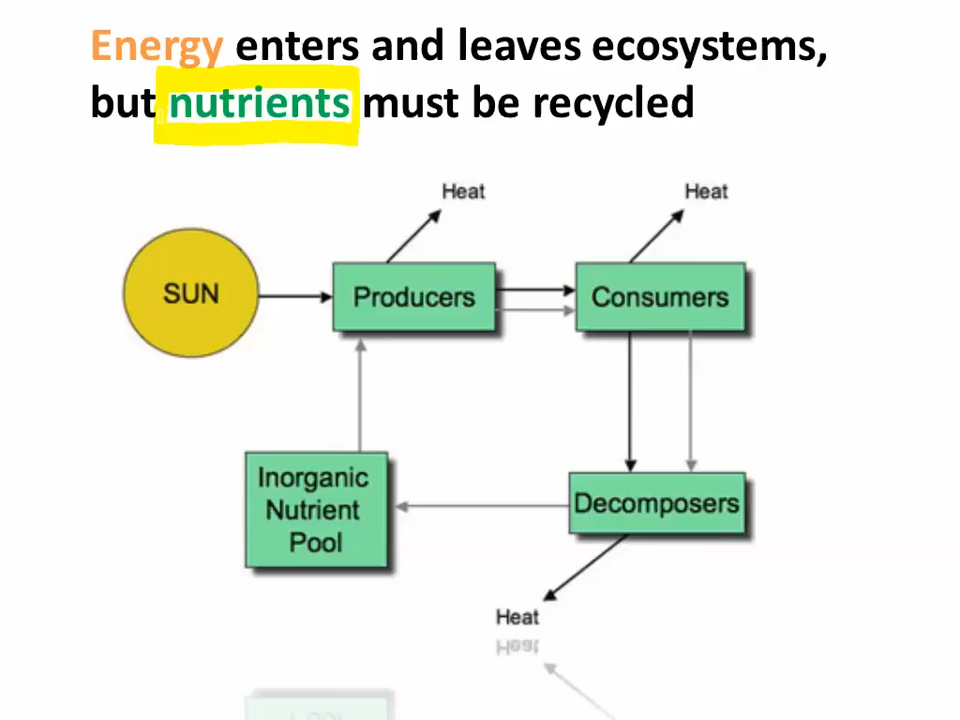 Energy enters and leaves ecosystems,
but nutrients must be recycled
Heat
Heat
SUN
Producers
Consumers
Inorganic
Nutrient
Pool
Decomposers
Heat
Heat